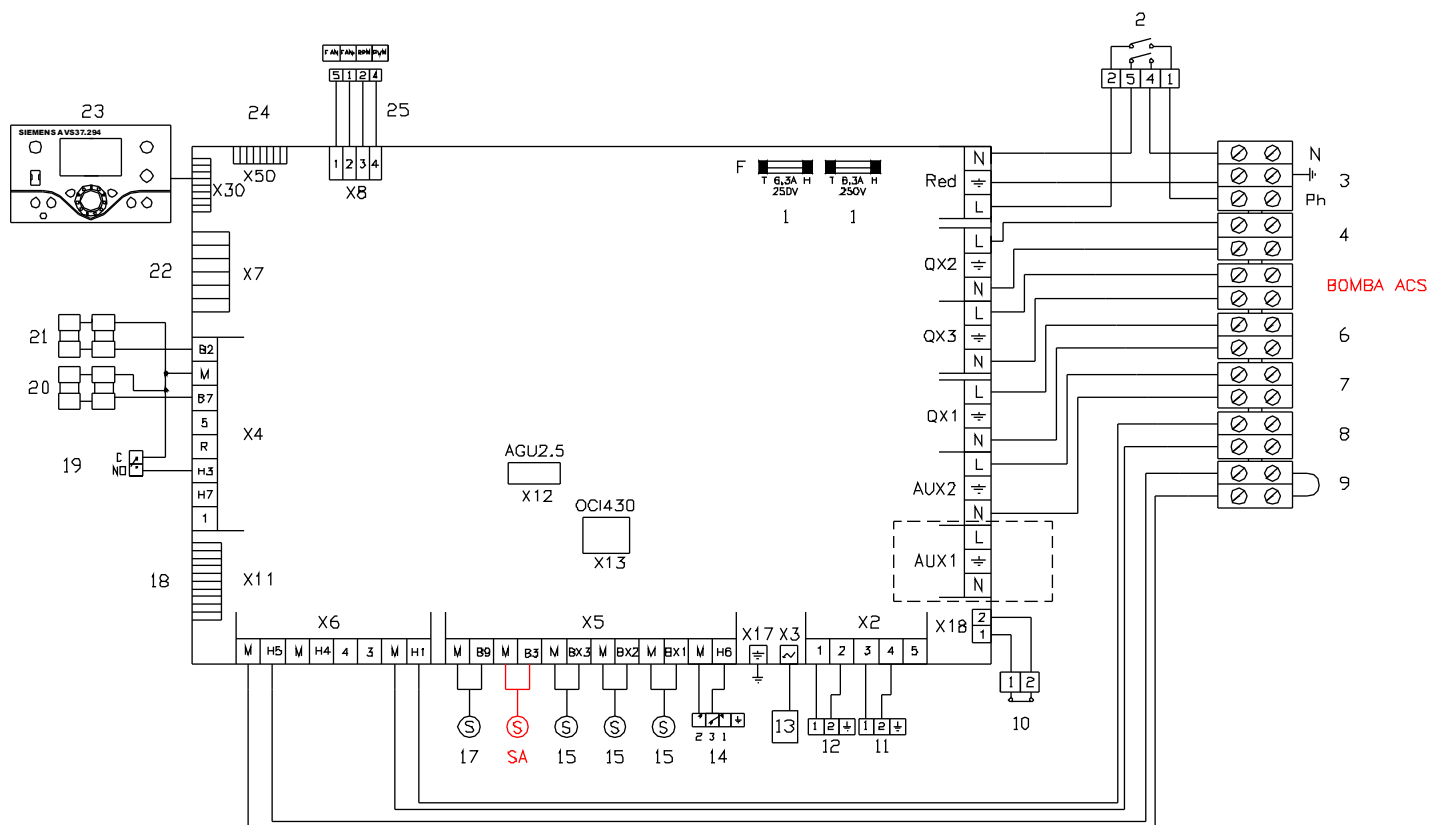 2
FAN FAN+ RPM PWM
5 1 2 4
2 5 4 1
23
24
25
SIEMENS AVS37.294
X30
X50
1 2 3 4
X8
F
T 6,3A H
250V
1
T 6,3A H
250V
1
Red
N
L
N
3
Ph
4
QX2
L
N
BOMBA ACS
22
X7
QX3
L
N
6
21
B2
M
20
B7
7
5
X4
R
QX1
L
N
8
19
C
NO
H3
H7
1
AGU2.5
X12
AUX2
L
N
9
OCI430
X13
AUX1
L
N
18
X11
X6
X5
X17 X3
X2
X18
2
1
M H5 M H4 4 3 M H1
M B9 M B3 M BX3 M BX2 M BX1 M H6
1 2 3 4 5
1 2
10
S S S S S
2 3 1
13
1 2
1 2
17 SA 15 15 15 14
12 11